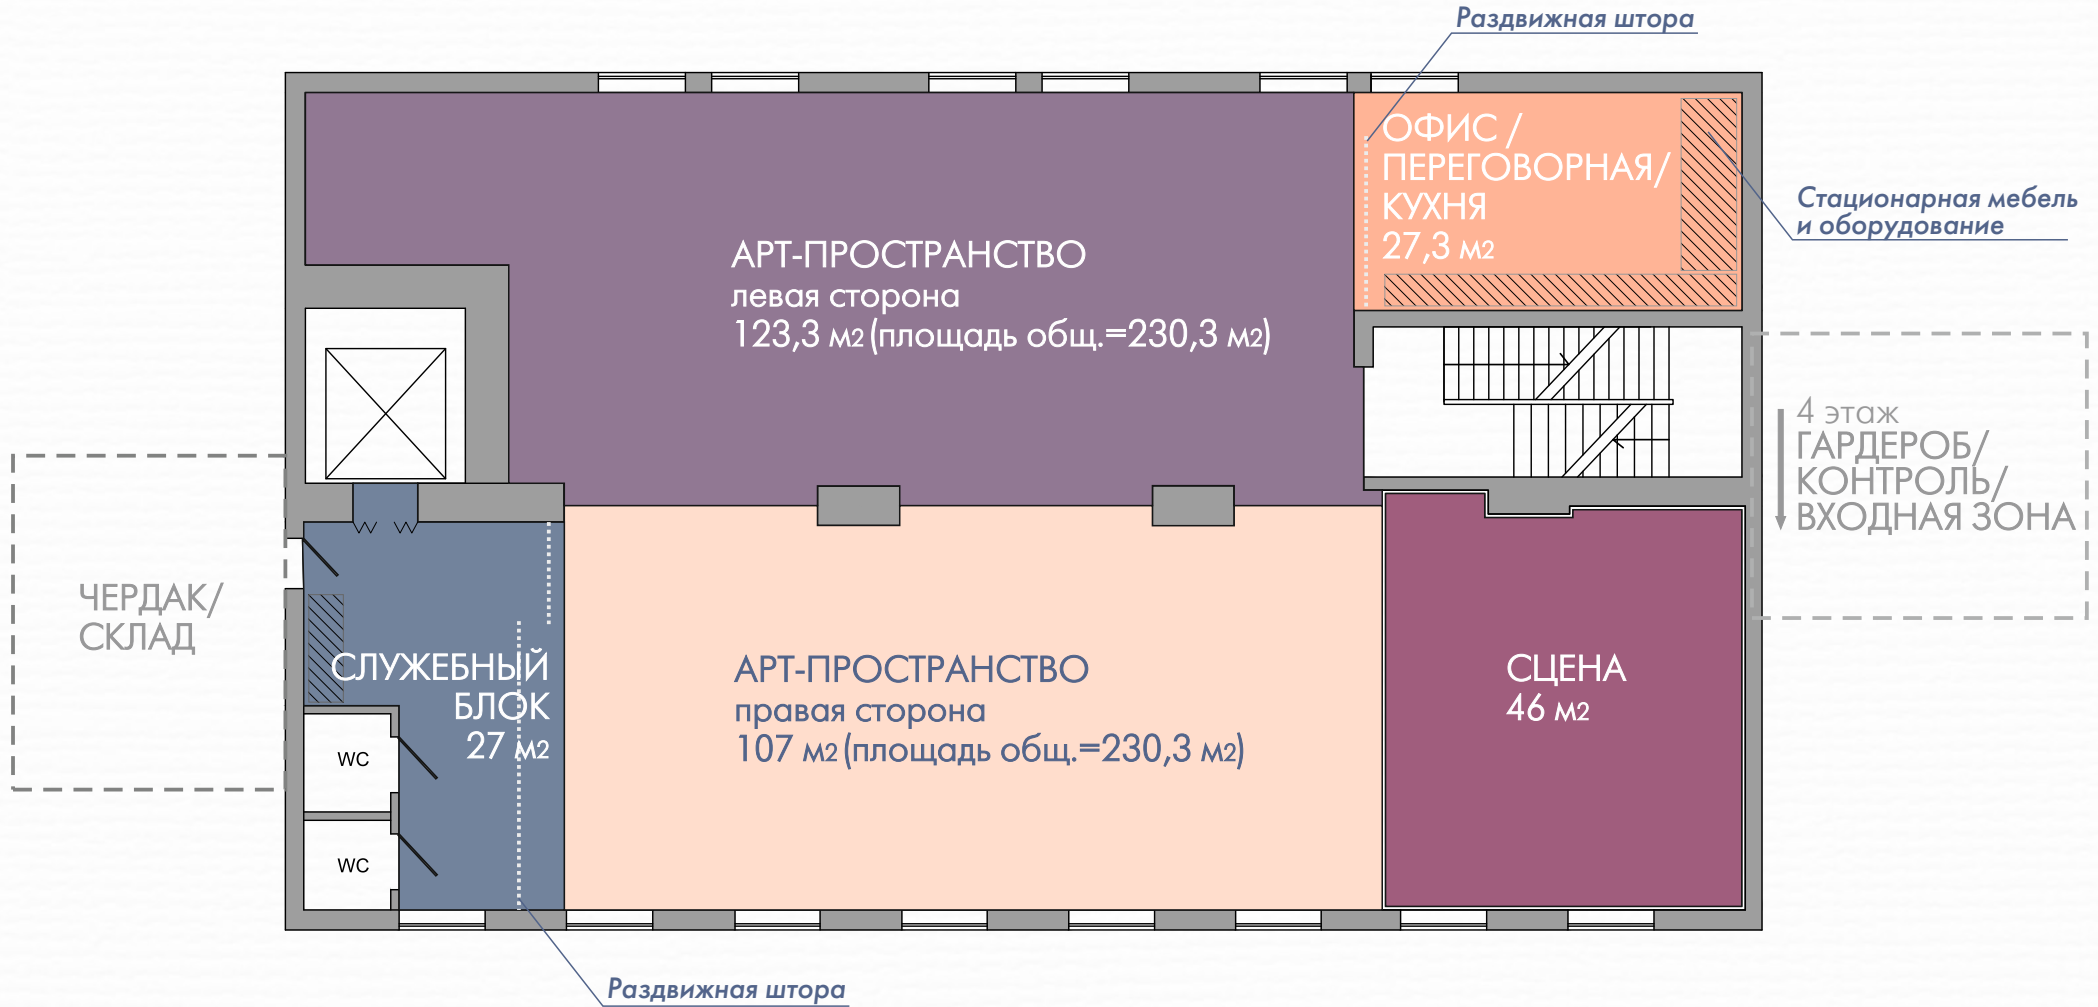 Раздвижная штора
ОФИС /
ПЕРЕГОВОРНАЯ/
КУХНЯ
27,3 м2
Стационарная мебель
и оборудование
АРТ-ПРОСТРАНСТВО
левая сторона
123,3 м2 (площадь общ.=230,3 м2)
4 этаж
ГАРДЕРОБ/
КОНТРОЛЬ/
ВХОДНАЯ ЗОНА
ЧЕРДАК/
СКЛАД
СЛУЖЕБНЫЙ
БЛОК
27 м2
WC
WC
АРТ-ПРОСТРАНСТВО
правая сторона
107 м2 (площадь общ.=230,3 м2)
СЦЕНА
46 м2
Раздвижная штора